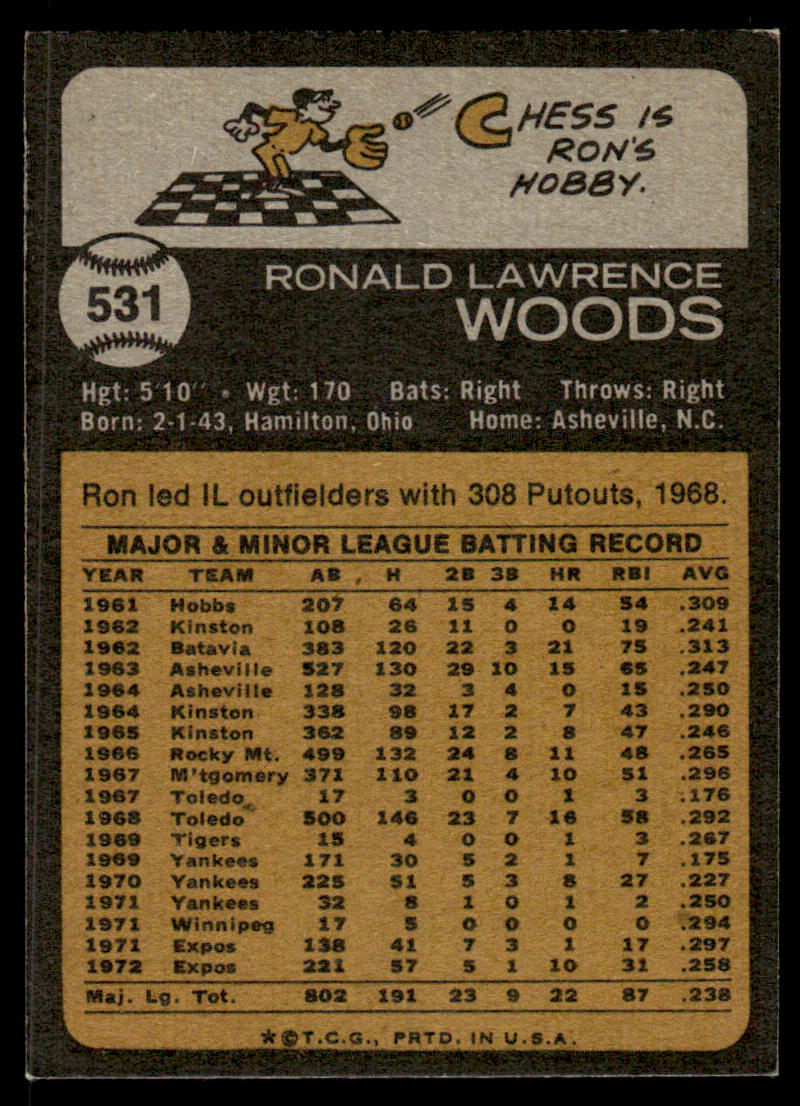 CHESS IS
RON'S
HOBBY.
531
RONALD LAWRENCE
WOODS
Hgt: 5'10" • Wgt: 170 Bats: Right Throws: Right
Born: 2-1-43, Hamilton, Ohio Home: Asheville, N.C.
Ron led IL outfielders with 308 Putouts, 1968.
MAJOR & MINOR LEAGUE BATTING RECORD
YEAR TEAM AB H 2B 3B HR RBI AVG
1961 Hobbs 207 64 15 4 14 54 .309
1962 Kinston 108 26 11 0 0 19 .241
1962 Batavia 383 120 22 3 21 75 .313
1963 Asheville 527 130 29 10 15 65 .247
1964 Asheville 128 32 3 4 0 15 .250
1964 Kinston 338 98 17 2 7 43 .290
1965 Kinston 362 89 12 2 8 47 .246
1966 Rocky Mt. 499 132 24 8 11 48 .265
1967 M'tgomery 371 110 21 4 10 51 .296
1967 Toledo 17 3 0 0 1 3 .176
1968 Toledo 500 146 23 7 16 58 .292
1969 Tigers 15 4 0 0 1 3 .267
1969 Yankees 171 30 5 2 1 7 .175
1970 Yankees 225 51 5 3 8 27 .227
1971 Yankees 32 8 1 0 1 2 .250
1971 Winnipeg 17 5 0 0 0 0 .294
1971 Expos 138 41 7 3 1 17 .297
1972 Expos 221 57 5 1 10 31 .258
Maj. Lg. Tot. 802 191 23 9 22 87 .238
*©T.C.G., PRTD. IN U.S.A.